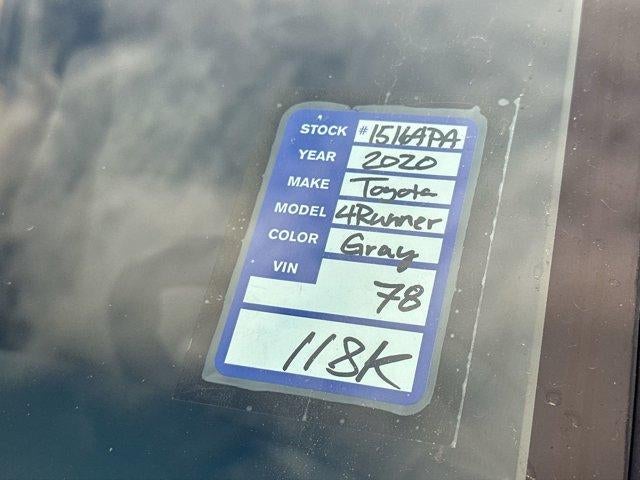 STOCK #15164PA
YEAR 2020
MAKE Toyota
MODEL 4Runner
COLOR Gray
VIN
78
118K